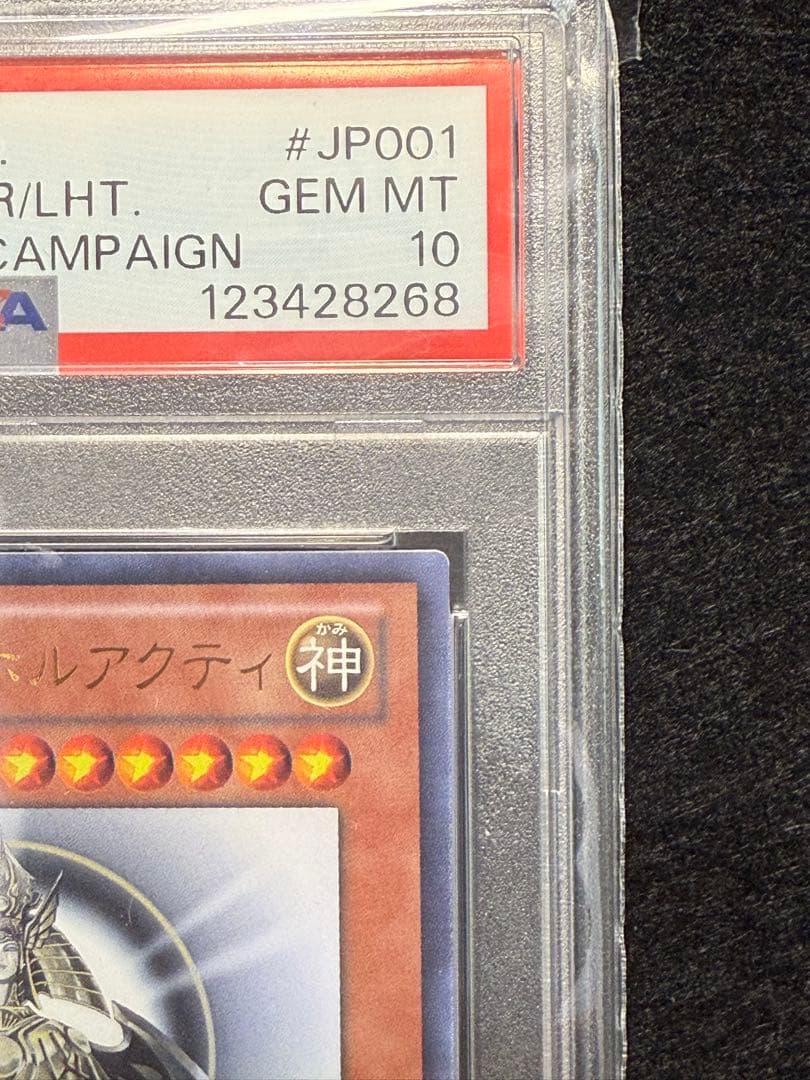 #JP001
R/LHT. GEM MT
CAMPAIGN 10
123428268
かみ
ルアクティ 神